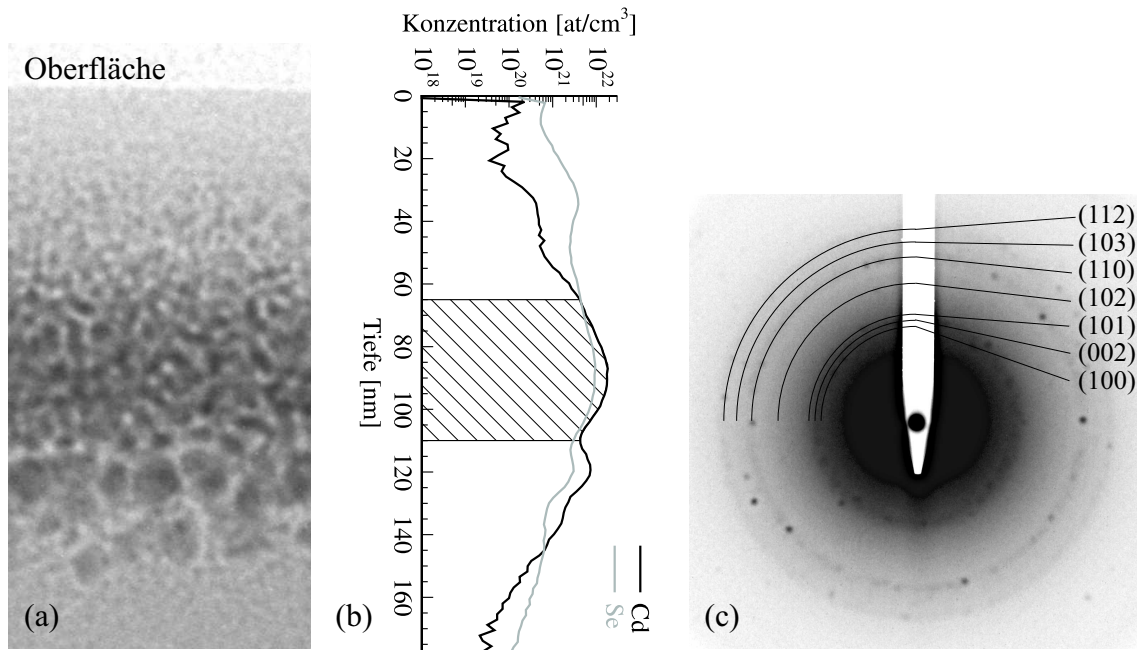 Oberfläche
(a)
Konzentration [at/cm³]
10¹⁸ 10¹⁹ 10²⁰ 10²¹ 10²²
0
20
40
60
80
100
120
140
160
Tiefe [nm]
Cd
Se
(b)
(112)
(103)
(110)
(102)
(101)
(002)
(100)
(c)